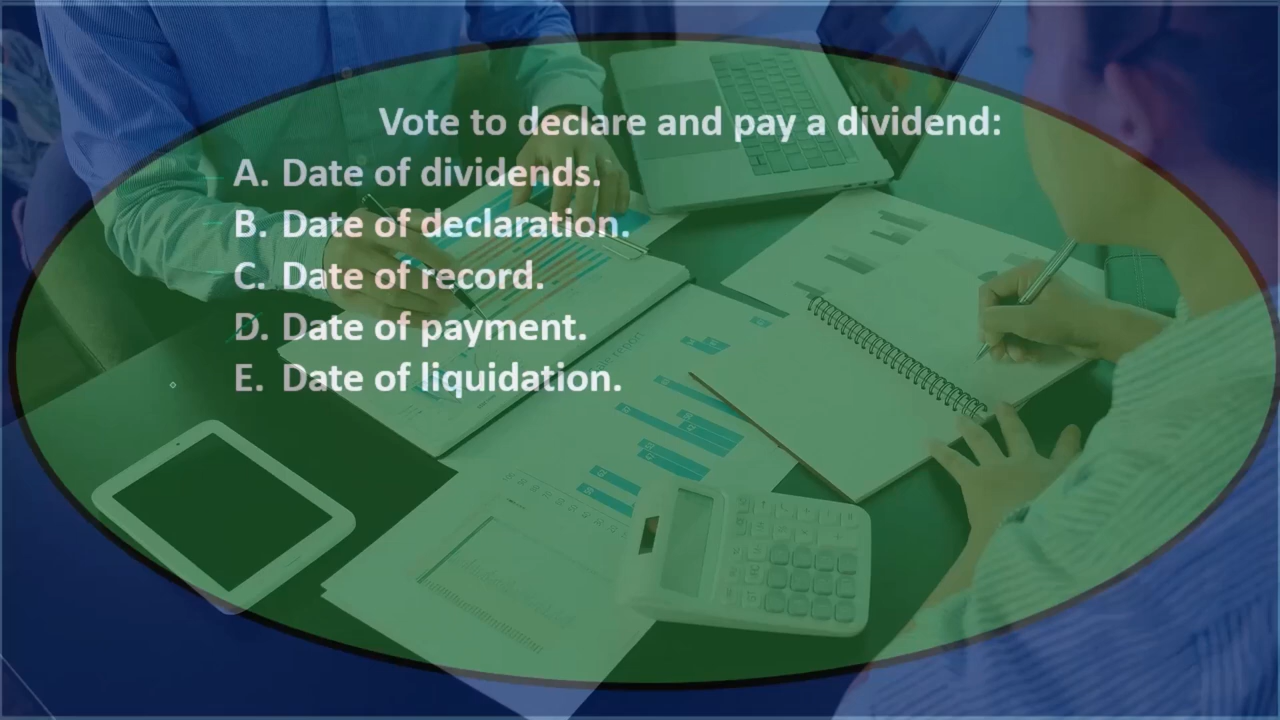 Vote to declare and pay a dividend:
A. Date of dividends.
B. Date of declaration.
C. Date of record.
D. Date of payment.
E. Date of liquidation.